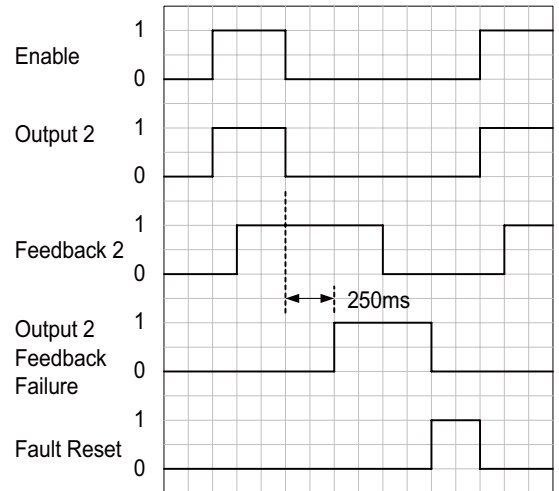 1
Enable
0
1
Output 2
0
1
Feedback 2
0
250ms
Output 2
1
Feedback
0
Failure
1
Fault Reset
0